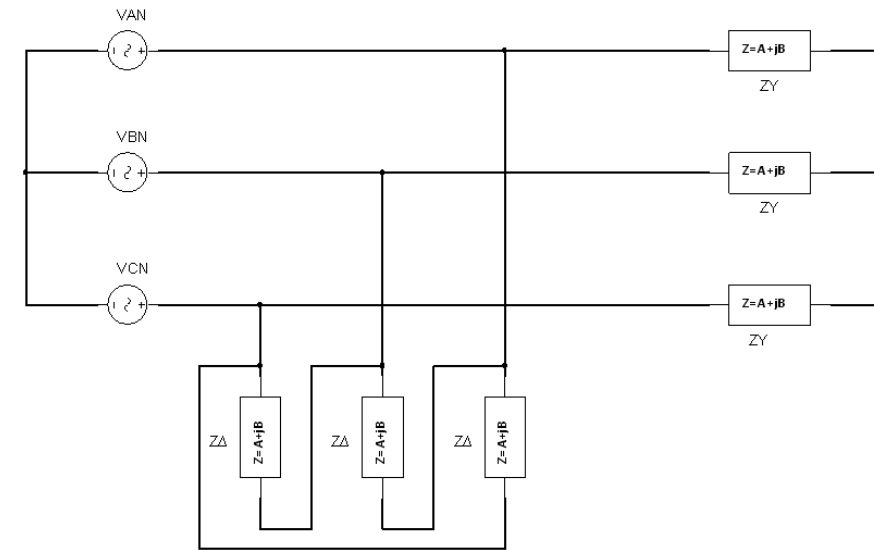 VAN
Z=A+jB
ZY
VBN
Z=A+jB
ZY
VCN
Z=A+jB
ZY
ZΔ
Z= A+jB
ZΔ
Z= A+jB
ZΔ
Z= A+jB